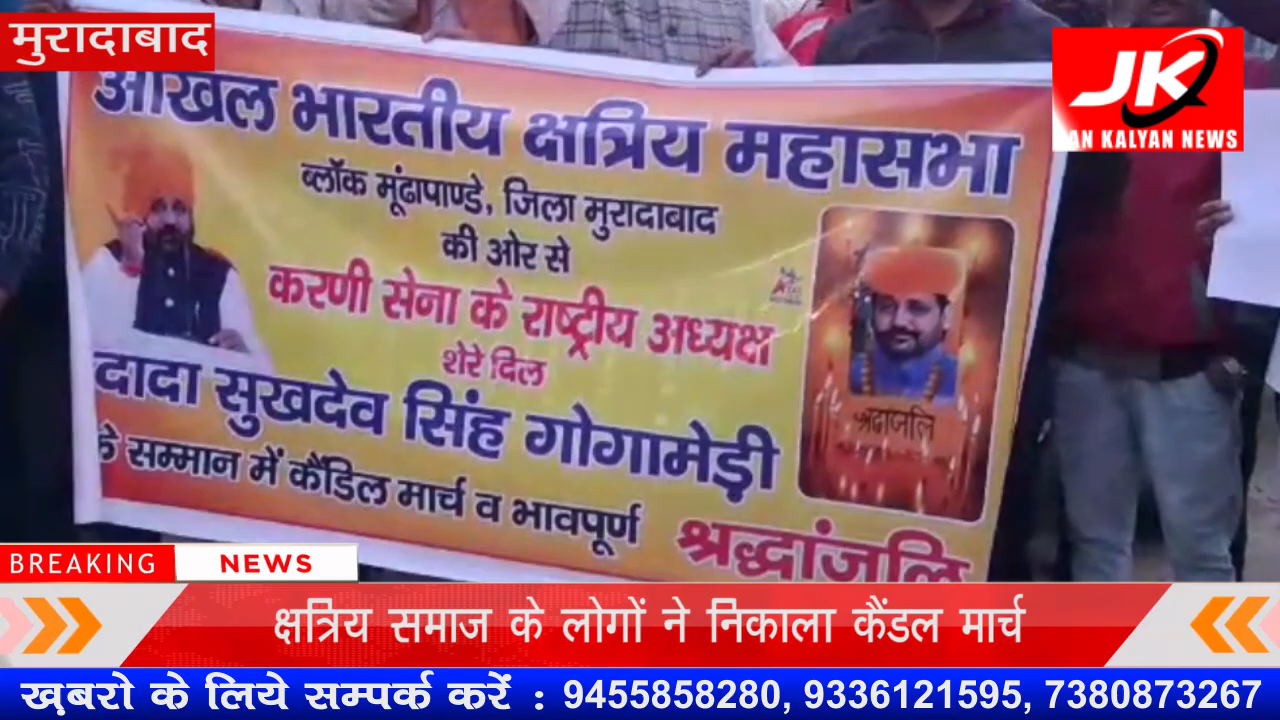 मुरादाबाद
JK
AN KALYAN NEWS
अखिल भारतीय क्षत्रिय महासभा
ब्लॉक मूंढापाण्डे, जिला मुरादाबाद
की ओर से
करणी सेना के राष्ट्रीय अध्यक्ष
शेरे दिल
दादा सुखदेव सिंह गोगामेड़ी
के सम्मान में कैंडिल मार्च व भावपूर्ण श्रद्धांजलि
श्रद्धांजलि
BREAKING NEWS
क्षत्रिय समाज के लोगों ने निकाला कैंडल मार्च
ख़बरो के लिये सम्पर्क करें : 9455858280, 9336121595, 7380873267